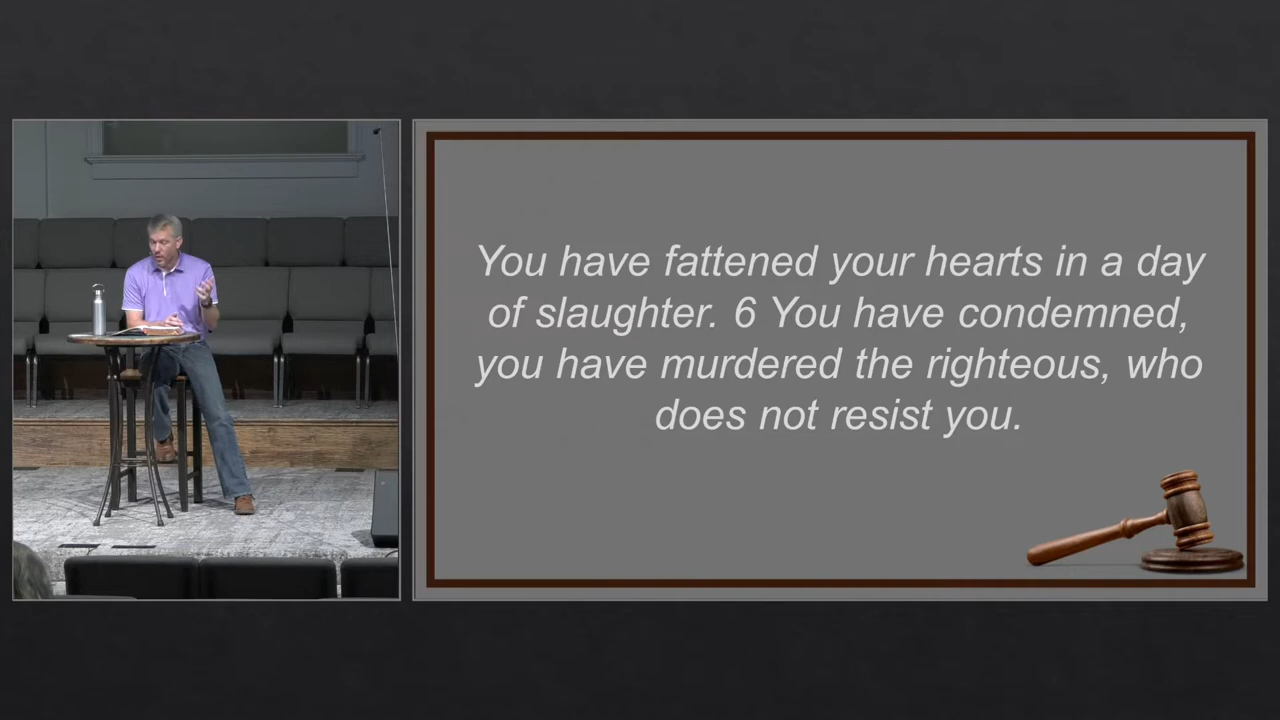 You have fattened your hearts in a day
of slaughter. 6 You have condemned,
you have murdered the righteous, who
does not resist you.